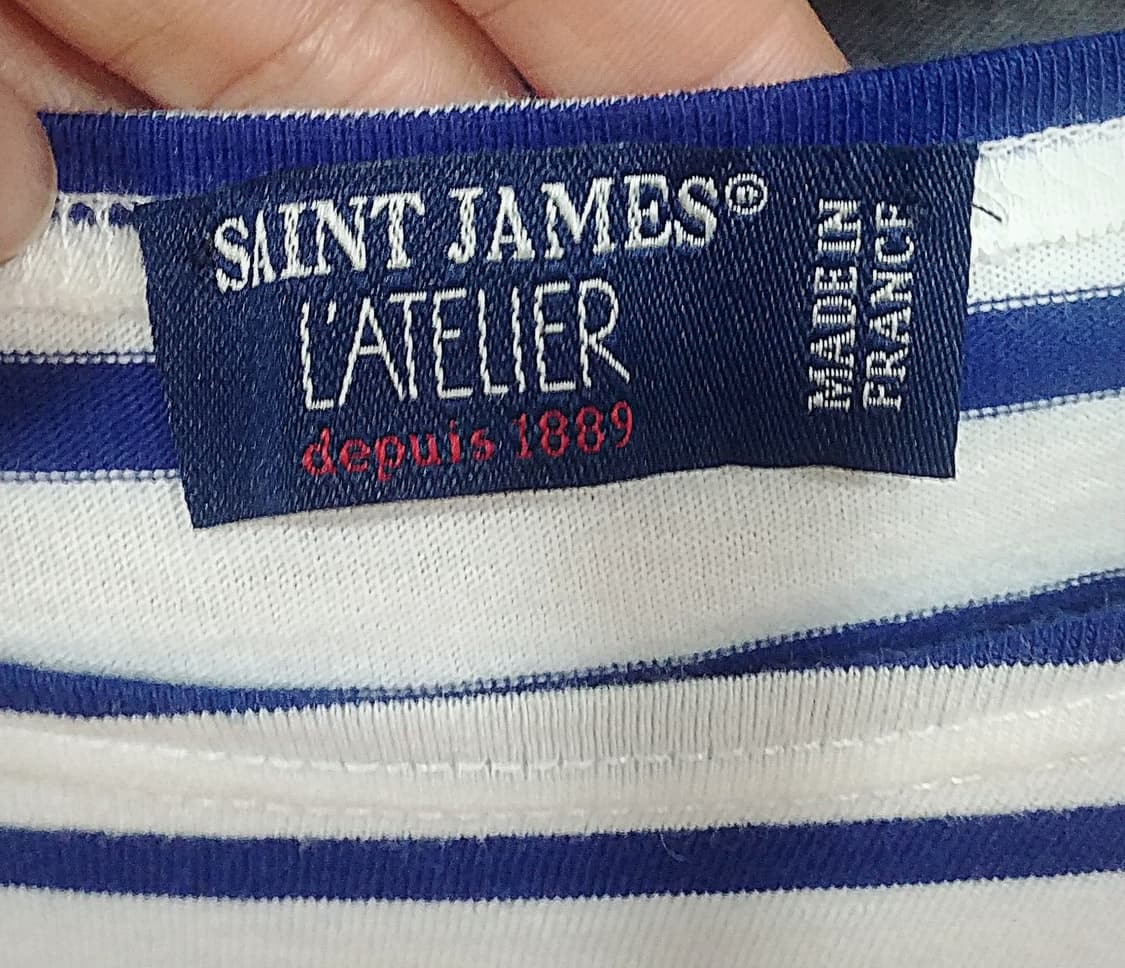 SAINT JAMES®
L'ATELIER
depuis 1889
MADE IN
FRANCE